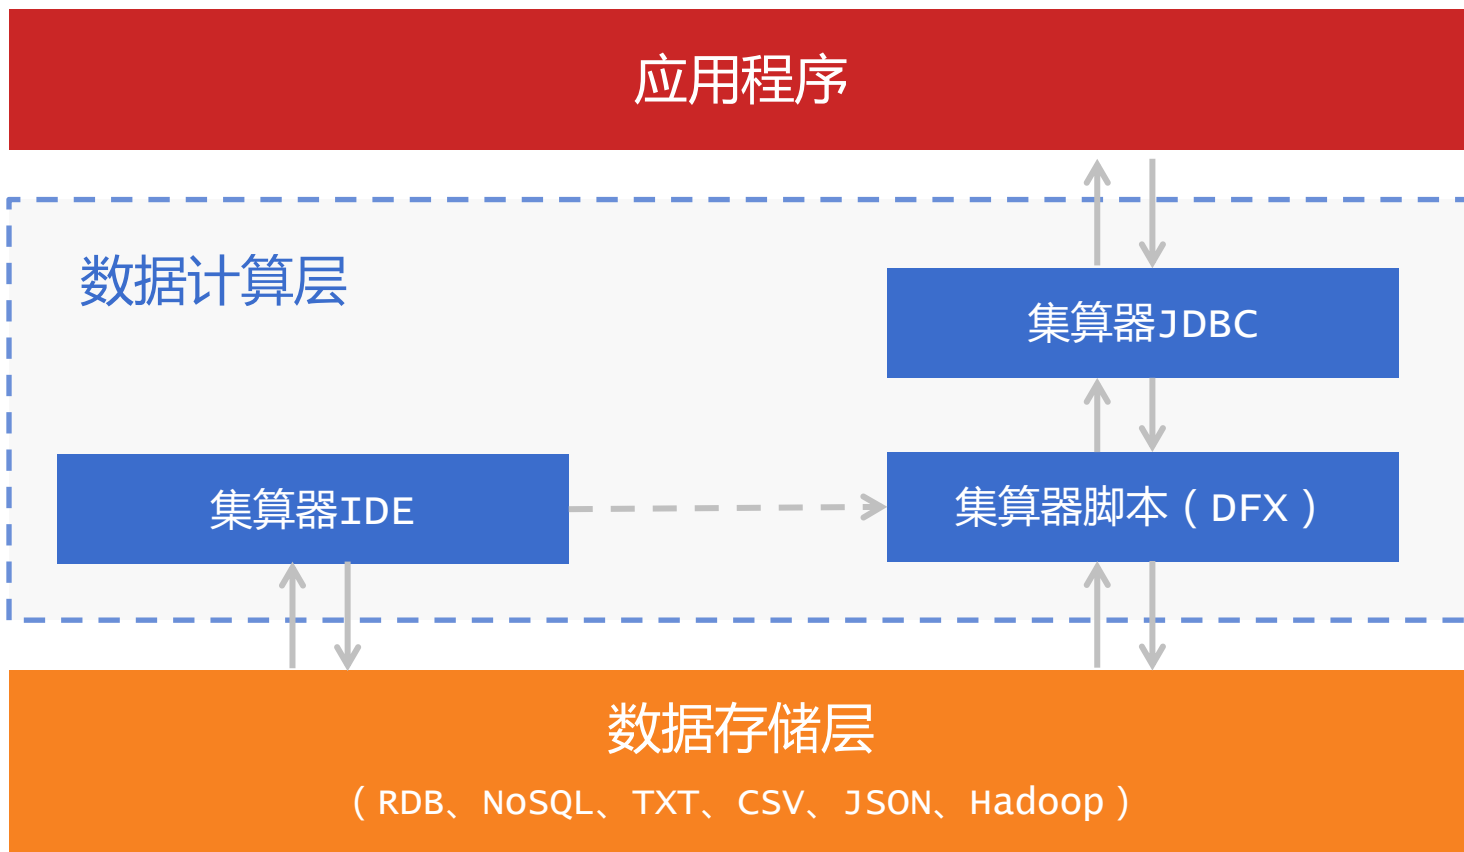 应用程序
数据计算层
集算器JDBC
集算器IDE
集算器脚本（DFX）
数据存储层
（RDB、NoSQL、TXT、CSV、JSON、Hadoop）